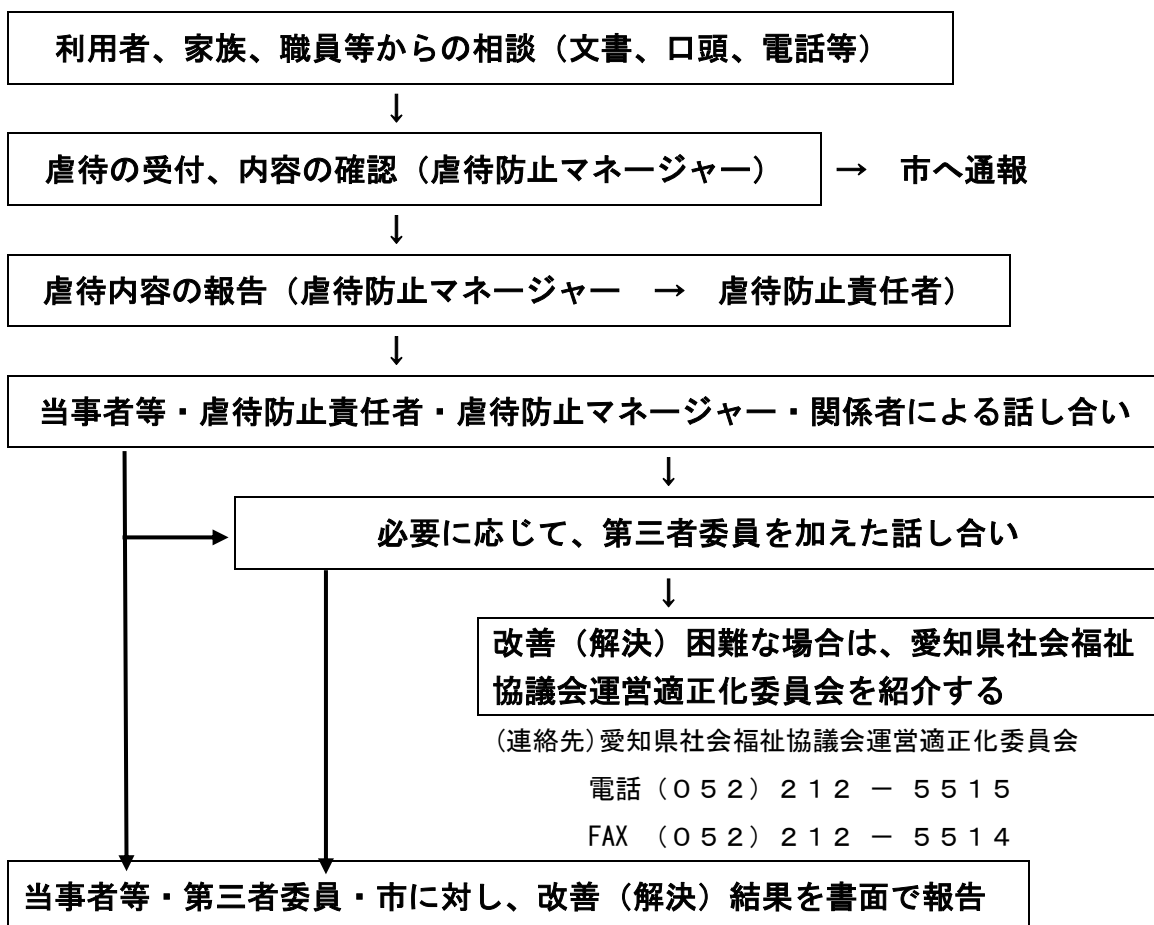 利用者、家族、職員等からの相談（文書、口頭、電話等）
↓
虐待の受付、内容の確認（虐待防止マネージャー） → 市へ通報
↓
虐待内容の報告（虐待防止マネージャー → 虐待防止責任者）
↓
当事者等・虐待防止責任者・虐待防止マネージャー・関係者による話し合い
↓
必要に応じて、第三者委員を加えた話し合い
↓
改善（解決）困難な場合は、愛知県社会福祉
協議会運営適正化委員会を紹介する
(連絡先)愛知県社会福祉協議会運営適正化委員会
電話（０５２）２１２ － ５５１５
FAX （０５２）２１２ － ５５１４
当事者等・第三者委員・市に対し、改善（解決）結果を書面で報告